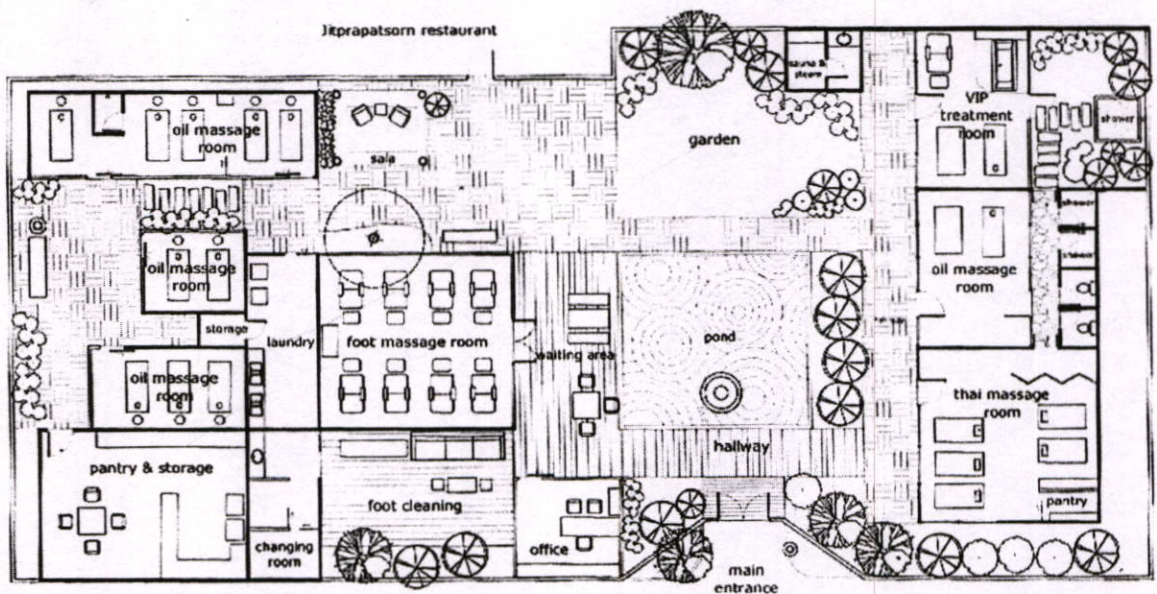 Jitprapatsorn restaurant
sauna &
steam
oil massage
room
sala
garden
VIP
treatment
room
shower
oil massage
room
storage
laundry
foot massage room
waiting area
pond
oil massage
room
shower
shower
oil massage
room
thai massage
room
hallway
pantry & storage
foot cleaning
changing
room
office
main
entrance
pantry